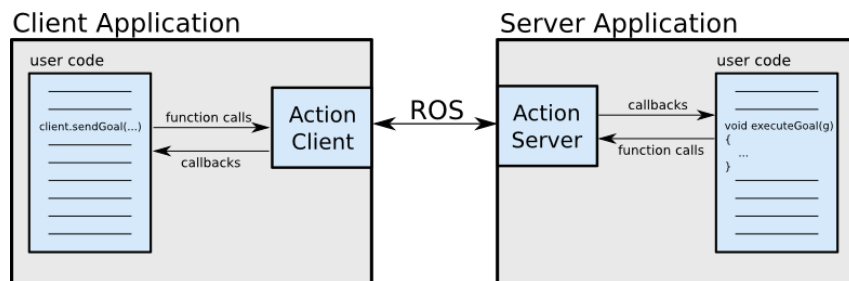 Client Application
user code
client.sendGoal(...)
function calls
callbacks
Action
Client
ROS
Server Application
Action
Server
callbacks
function calls
user code
void executeGoal(g)
{
...
}